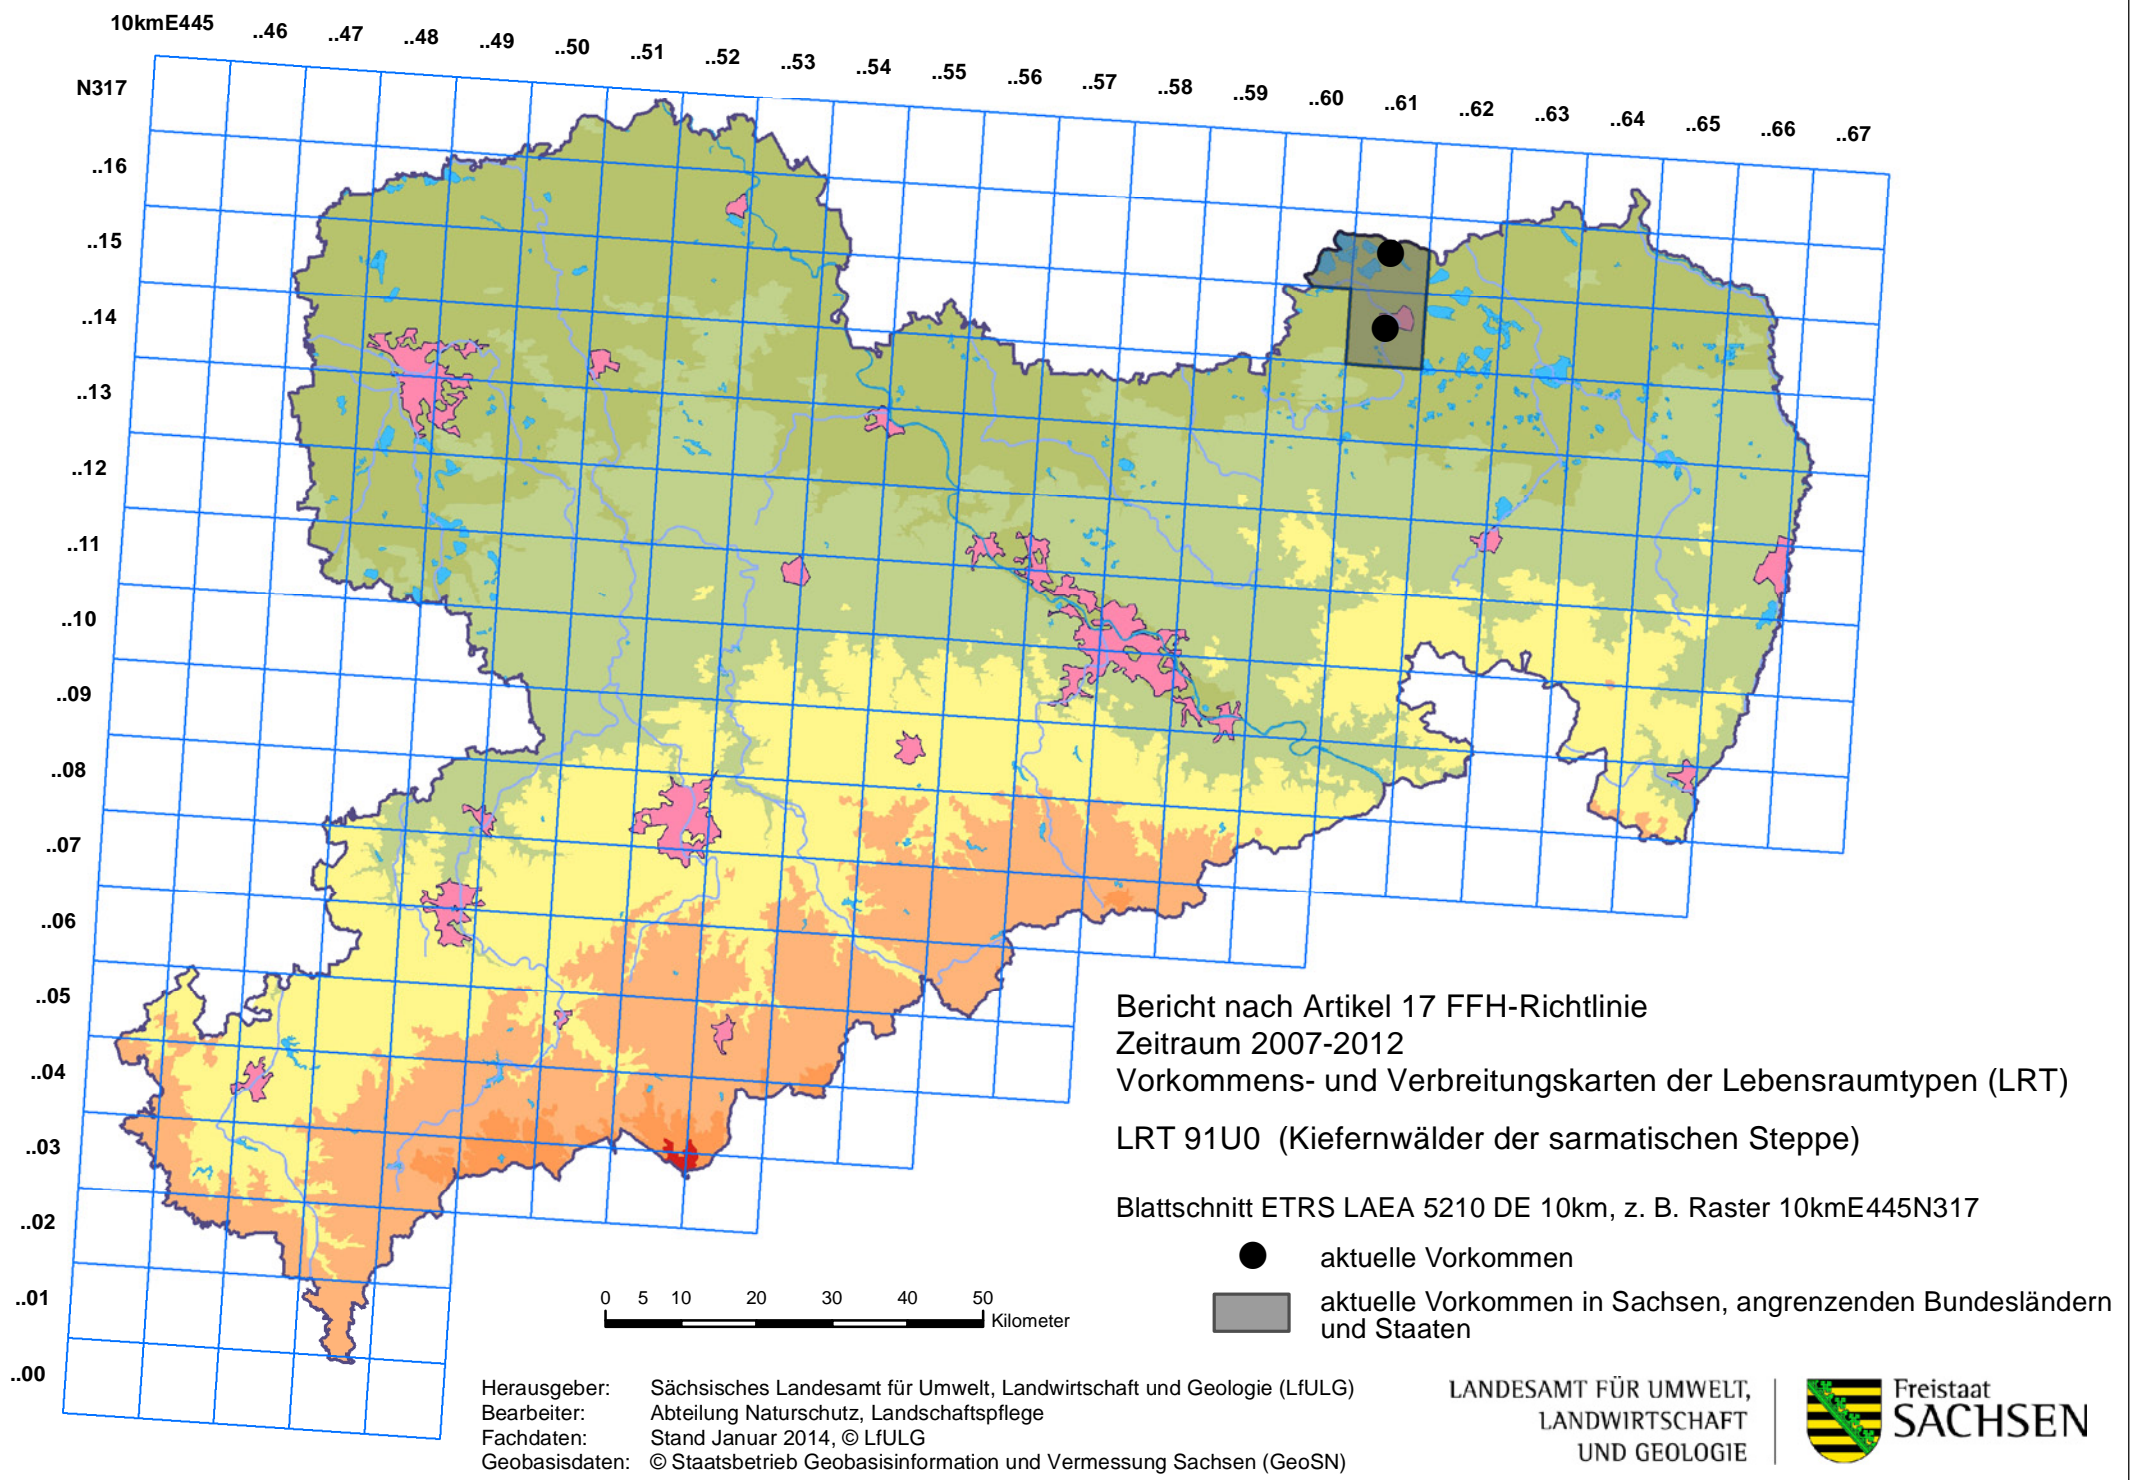 10kmE445 ..46 ..47 ..48 ..49 ..50 ..51 ..52 ..53 ..54 ..55 ..56 ..57 ..58 ..59 ..60 ..61 ..62 ..63 ..64 ..65 ..66 ..67
N317
..16
..15
..14
..13
..12
..11
..10
..09
..08
..07
..06
..05
..04
..03
..02
..01
..00
Bericht nach Artikel 17 FFH-Richtlinie
Zeitraum 2007-2012
Vorkommens- und Verbreitungskarten der Lebensraumtypen (LRT)
LRT 91U0 (Kiefernwälder der sarmatischen Steppe)
Blattschnitt ETRS LAEA 5210 DE 10km, z. B. Raster 10kmE445N317
aktuelle Vorkommen
aktuelle Vorkommen in Sachsen, angrenzenden Bundesländern
und Staaten
0 5 10 20 30 40 50
Kilometer
Herausgeber: Sächsisches Landesamt für Umwelt, Landwirtschaft und Geologie (LfULG)
Bearbeiter: Abteilung Naturschutz, Landschaftspflege
Fachdaten: Stand Januar 2014, © LfULG
Geobasisdaten: © Staatsbetrieb Geobasisinformation und Vermessung Sachsen (GeoSN)
LANDESAMT FÜR UMWELT,
LANDWIRTSCHAFT
UND GEOLOGIE
Freistaat
SACHSEN